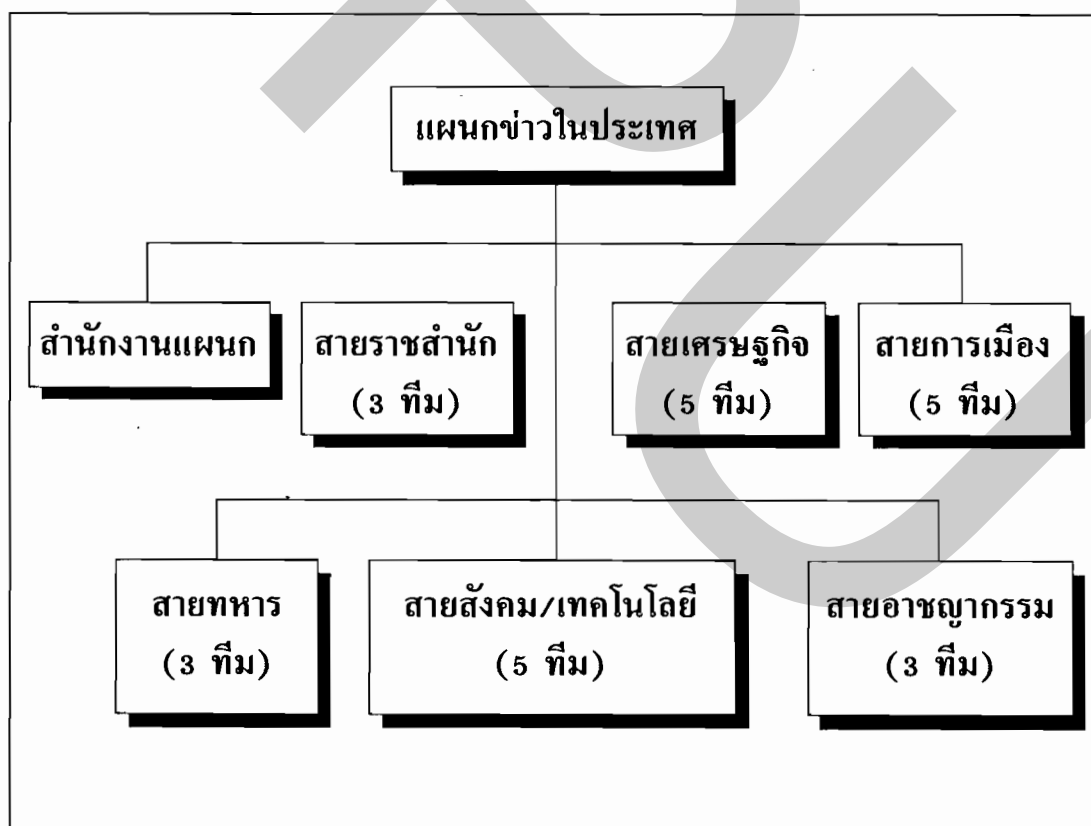 แผนกข่าวในประเทศ
สำนักงานแผนก
สายราชสำนัก
(3 ทีม)
สายเศรษฐกิจ
(5 ทีม)
สายการเมือง
(5 ทีม)
สายทหาร
(3 ทีม)
สายสังคม/เทคโนโลยี
(5 ทีม)
สายอาชญากรรม
(3 ทีม)